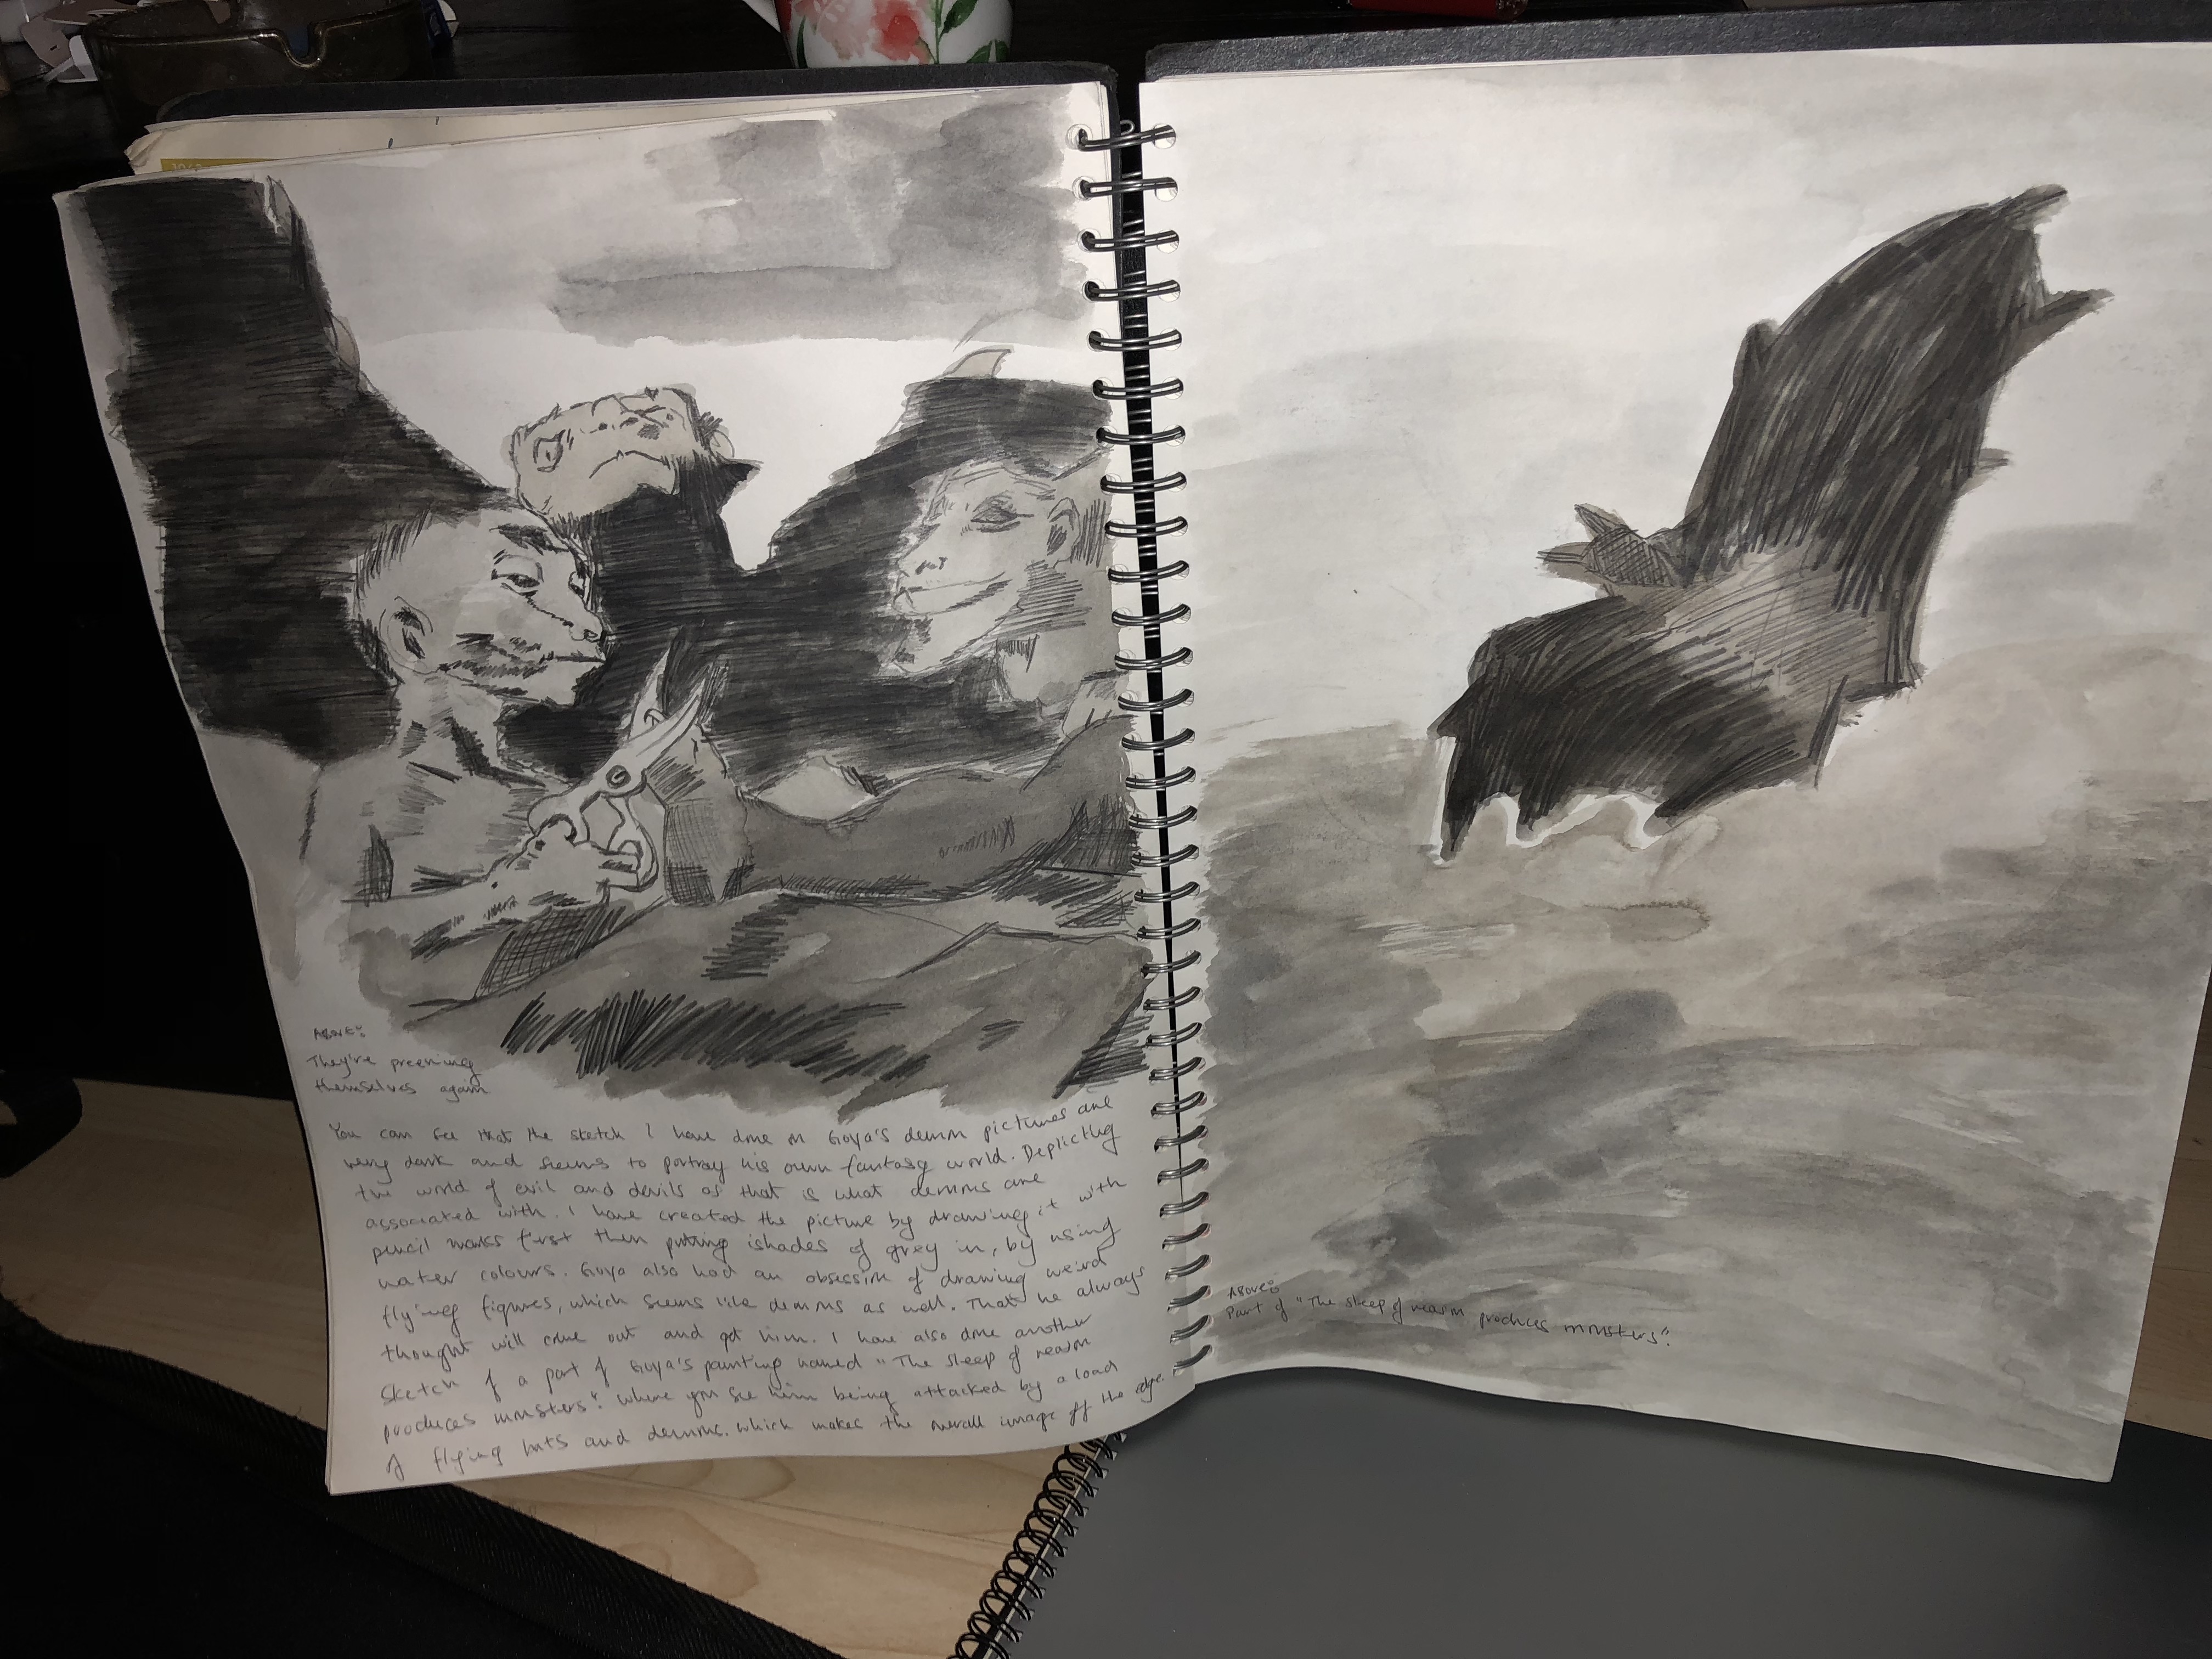 Above:
They're preening
themselves again
You can see that the sketch I have done on Goya's demon pictures are
very dark and seems to portray his own fantasy world. Depicting
the world of evil and devils as that is what demons are
associated with. I have created the picture by drawing it with
pencil marks first then putting shades of grey in, by using
water colours. Goya also had an obsession of drawing weird
flying figures, which seems like demons as well. That he always
thought will come out and get him. I have also done another
sketch of a part of Goya's painting named "The sleep of reason
produces monsters". where you see him being attacked by a load
of flying bats and demons. which makes the overall image off the edge.
Above:
Part of "The sleep of reason produces monsters".